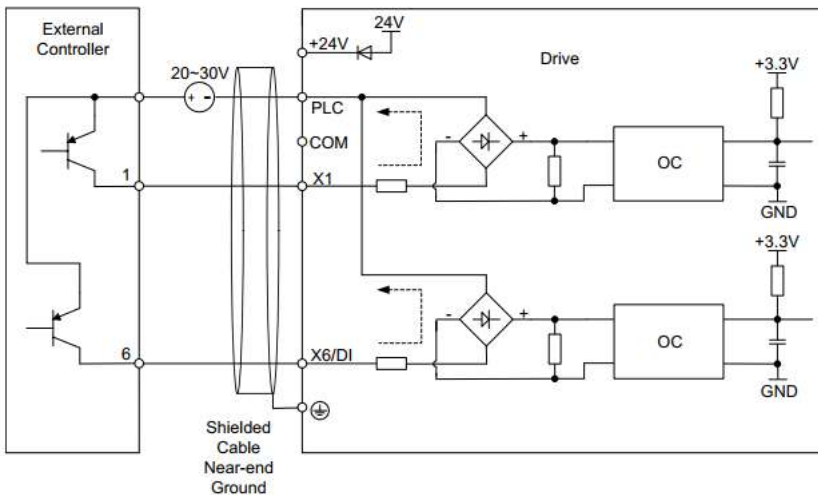 External
Controller
20~30V
+ -
+24V
24V
Drive
+3.3V
PLC
COM
- +
OC
1
X1
GND
+3.3V
- +
OC
6
X6/DI
GND
Shielded
Cable
Near-end
Ground